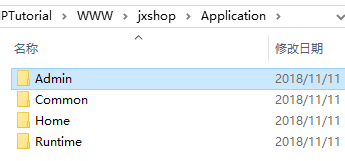 IPTutorial > WWW > jxshop > Application >
名称 修改日期
Admin 2018/11/11
Common 2018/11/11
Home 2018/11/11
Runtime 2018/11/11